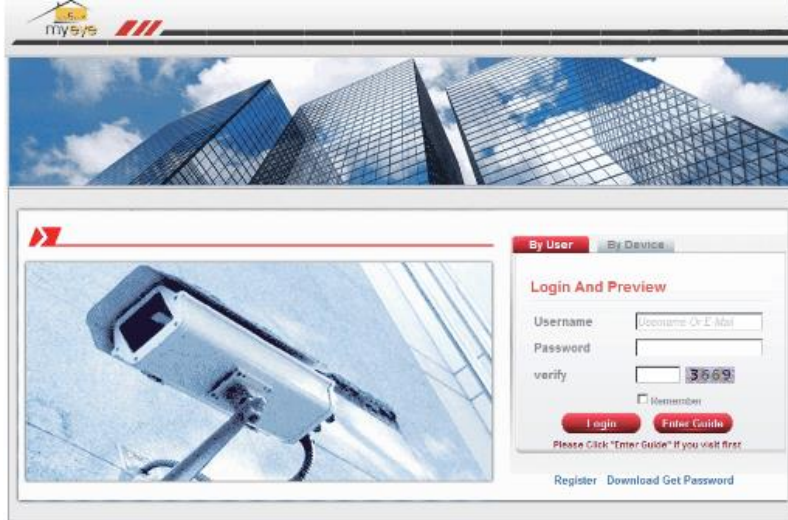 myeye
By User By Device
Login And Preview
Username Username Or E-Mail
Password
verify 3669
Remember
Login Enter Guide
Please Click "Enter Guide" if you visit first
Register Download Get Password